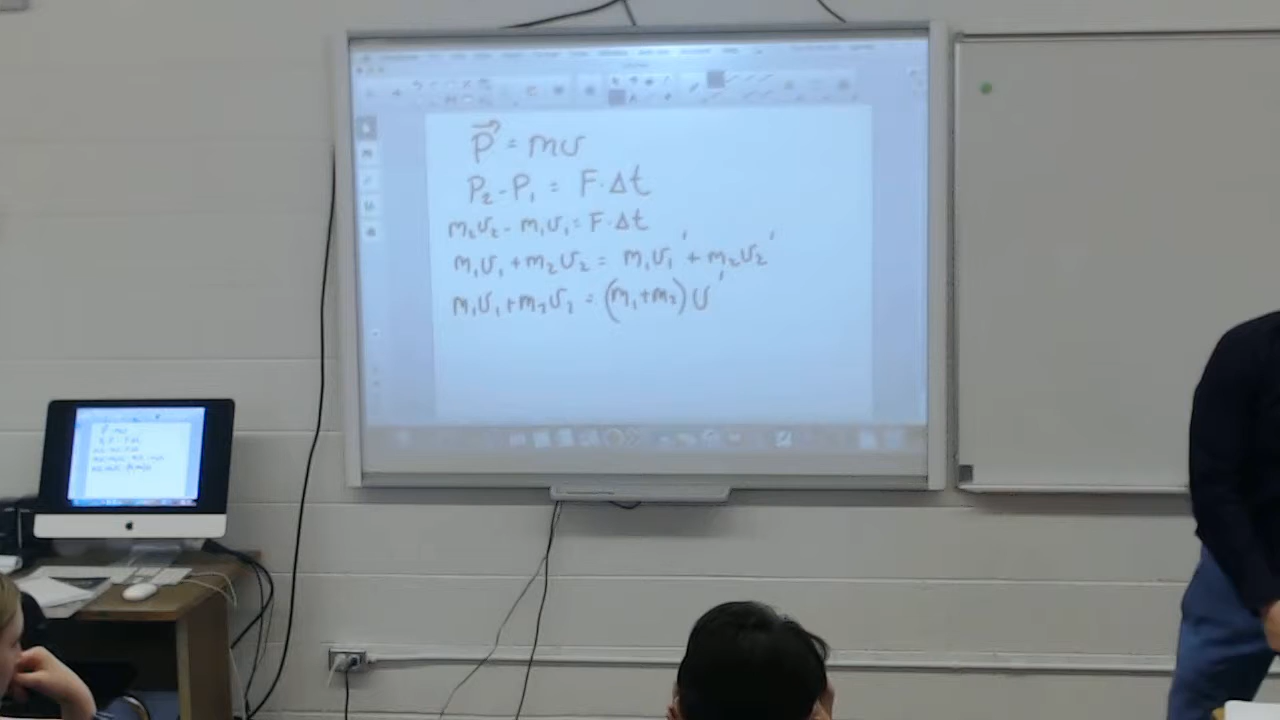 P⃗ = mv
P₂ - P₁ = F·Δt
m₂v₂ - m₁v₁ = F·Δt
m₁v₁ + m₂v₂ = m₁v₁' + m₂v₂'
m₁v₁ + m₂v₂ = (m₁+m₂)v'